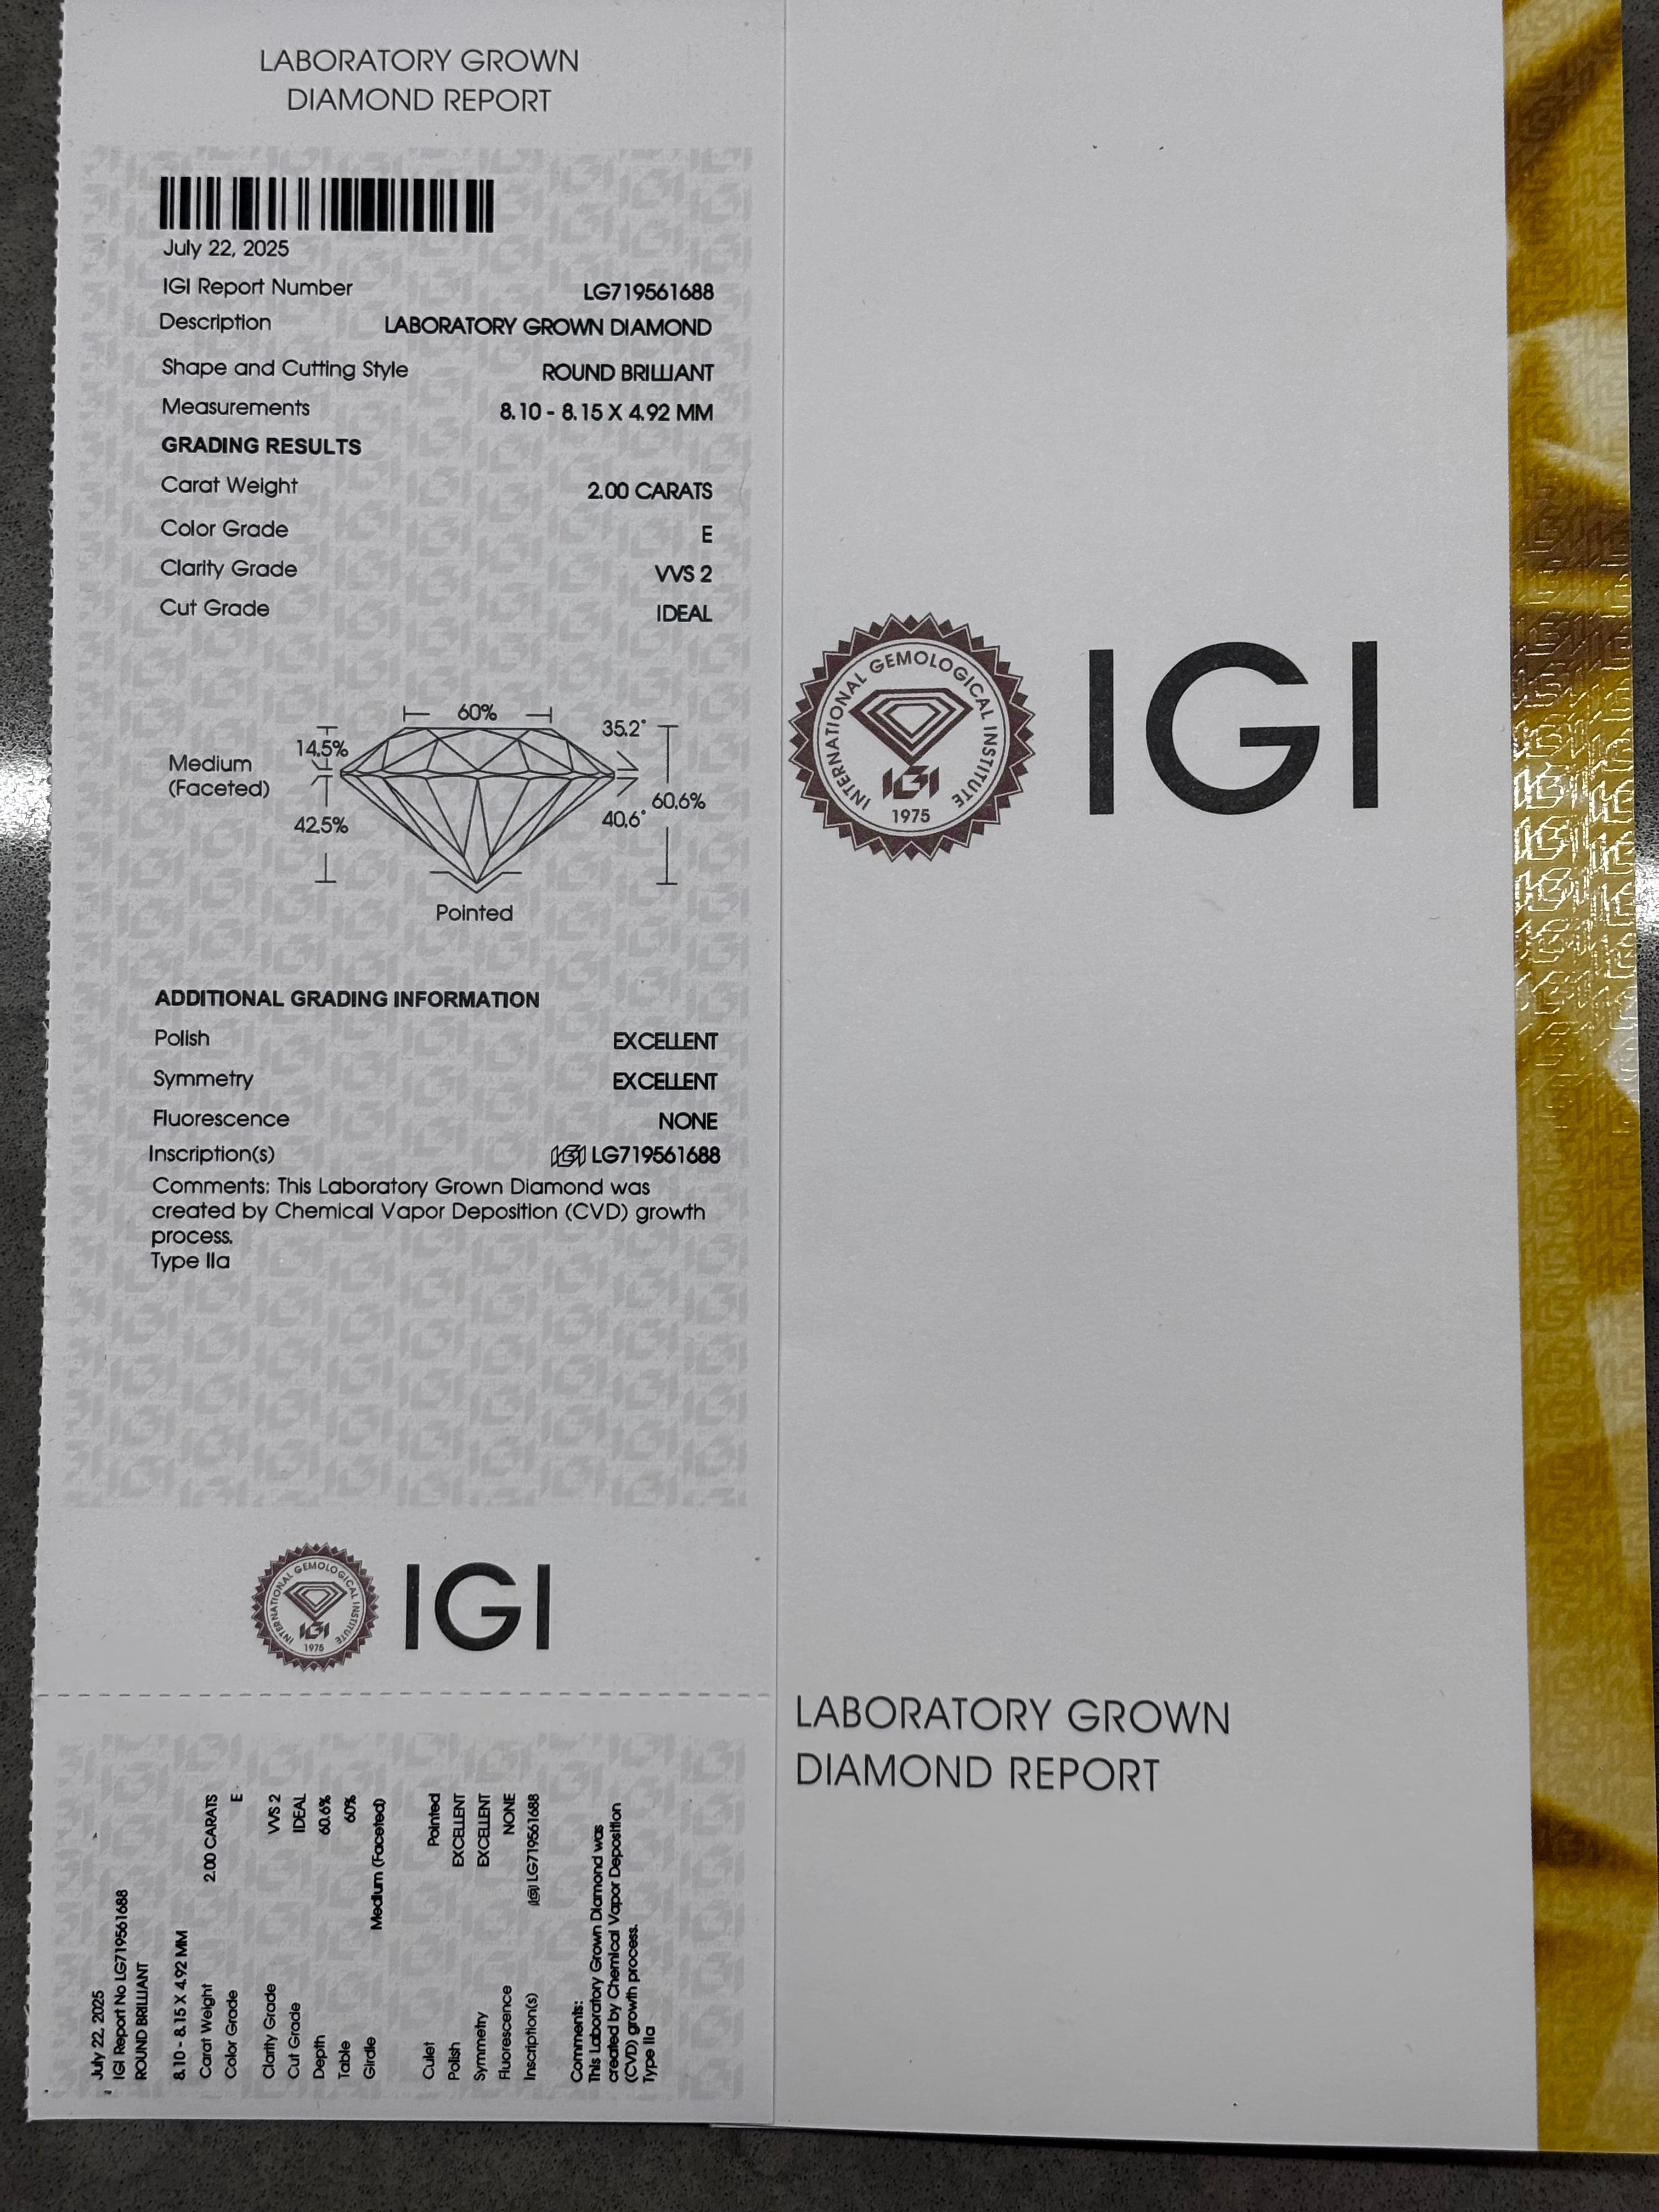 LABORATORY GROWN
DIAMOND REPORT
July 22, 2025
IGI Report Number LG719561688
Description LABORATORY GROWN DIAMOND
Shape and Cutting Style ROUND BRILLIANT
Measurements 8.10 - 8.15 X 4.92 MM
GRADING RESULTS
Carat Weight 2.00 CARATS
Color Grade E
Clarity Grade VVS 2
Cut Grade IDEAL
60%
35.2°
14.5%
Medium
(Faceted)
60.6%
42.5%
40.6°
Pointed
ADDITIONAL GRADING INFORMATION
Polish EXCELLENT
Symmetry EXCELLENT
Fluorescence NONE
Inscription(s) IGI LG719561688
Comments: This Laboratory Grown Diamond was
created by Chemical Vapor Deposition (CVD) growth
process.
Type IIa
INTERNATIONAL GEMOLOGICAL INSTITUTE
IGI
1975
IGI
July 22, 2025
IGI Report No LG719561688
ROUND BRILLIANT
8.10 - 8.15 X 4.92 MM
Carat Weight 2.00 CARATS
Color Grade E
Clarity Grade VVS 2
Cut Grade IDEAL
Depth 60.6%
Table 60%
Girdle Medium (Faceted)
Culet Pointed
Polish EXCELLENT
Symmetry EXCELLENT
Fluorescence NONE
Inscription(s) IGI LG719561688
Comments:
This Laboratory Grown Diamond was
created by Chemical Vapor Deposition
(CVD) growth process.
Type IIa
INTERNATIONAL GEMOLOGICAL INSTITUTE
IGI
1975
IGI
LABORATORY GROWN
DIAMOND REPORT